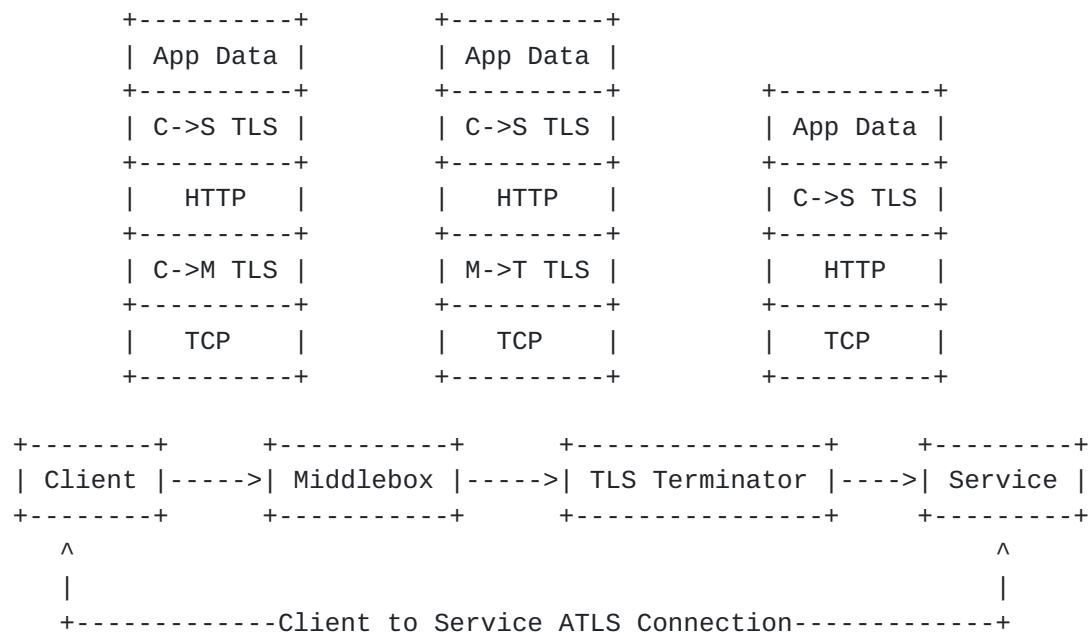 +----------+ +----------+
| App Data | | App Data |
+----------+ +----------+ +----------+
| C->S TLS | | C->S TLS | | App Data |
+----------+ +----------+ +----------+
| HTTP | | HTTP | | C->S TLS |
+----------+ +----------+ +----------+
| C->M TLS | | M->T TLS | | HTTP |
+----------+ +----------+ +----------+
| TCP | | TCP | | TCP |
+----------+ +----------+ +----------+
+--------+ +-----------+ +----------------+ +---------+
| Client |----->| Middlebox |----->| TLS Terminator |---->| Service |
+--------+ +-----------+ +----------------+ +---------+
^ ^
| |
+-------------Client to Service ATLS Connection-------------+